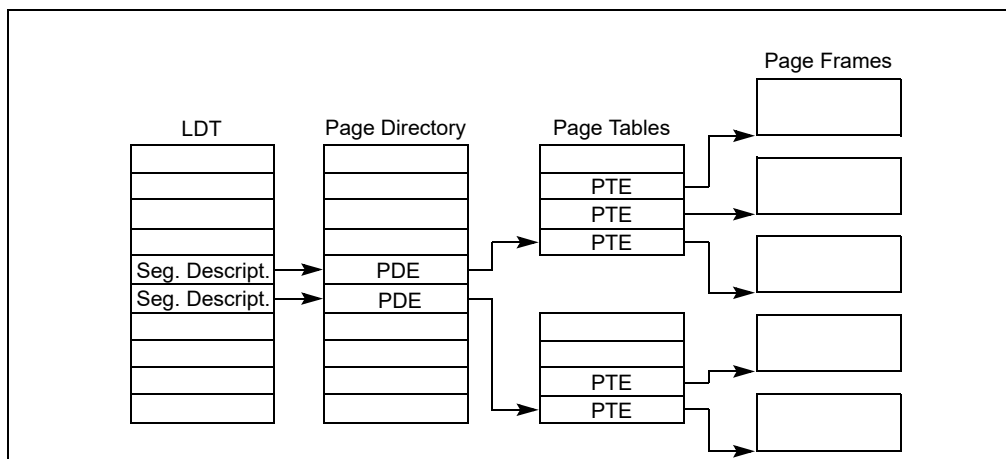 Page Frames
LDT
Page Directory
Page Tables
PTE
PTE
PTE
Seg. Descript.
PDE
Seg. Descript.
PDE
PTE
PTE